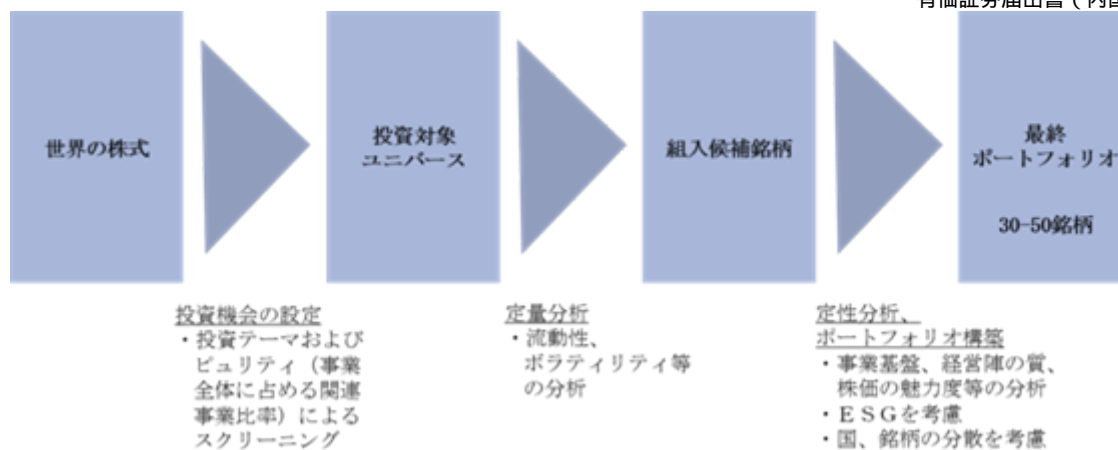 世界の株式
投資対象
ユニバース
組入候補銘柄
最終
ポートフォリオ
30-50銘柄
投資機会の設定
・投資テーマおよび
ピュリティ（事業
全体に占める関連
事業比率）による
スクリーニング
定量分析
・流動性、
ボラティリティ等
の分析
定性分析、
ポートフォリオ構築
・事業基盤、経営陣の質、
株価の魅力度等の分析
・ＥＳＧを考慮
・国、銘柄の分散を考慮